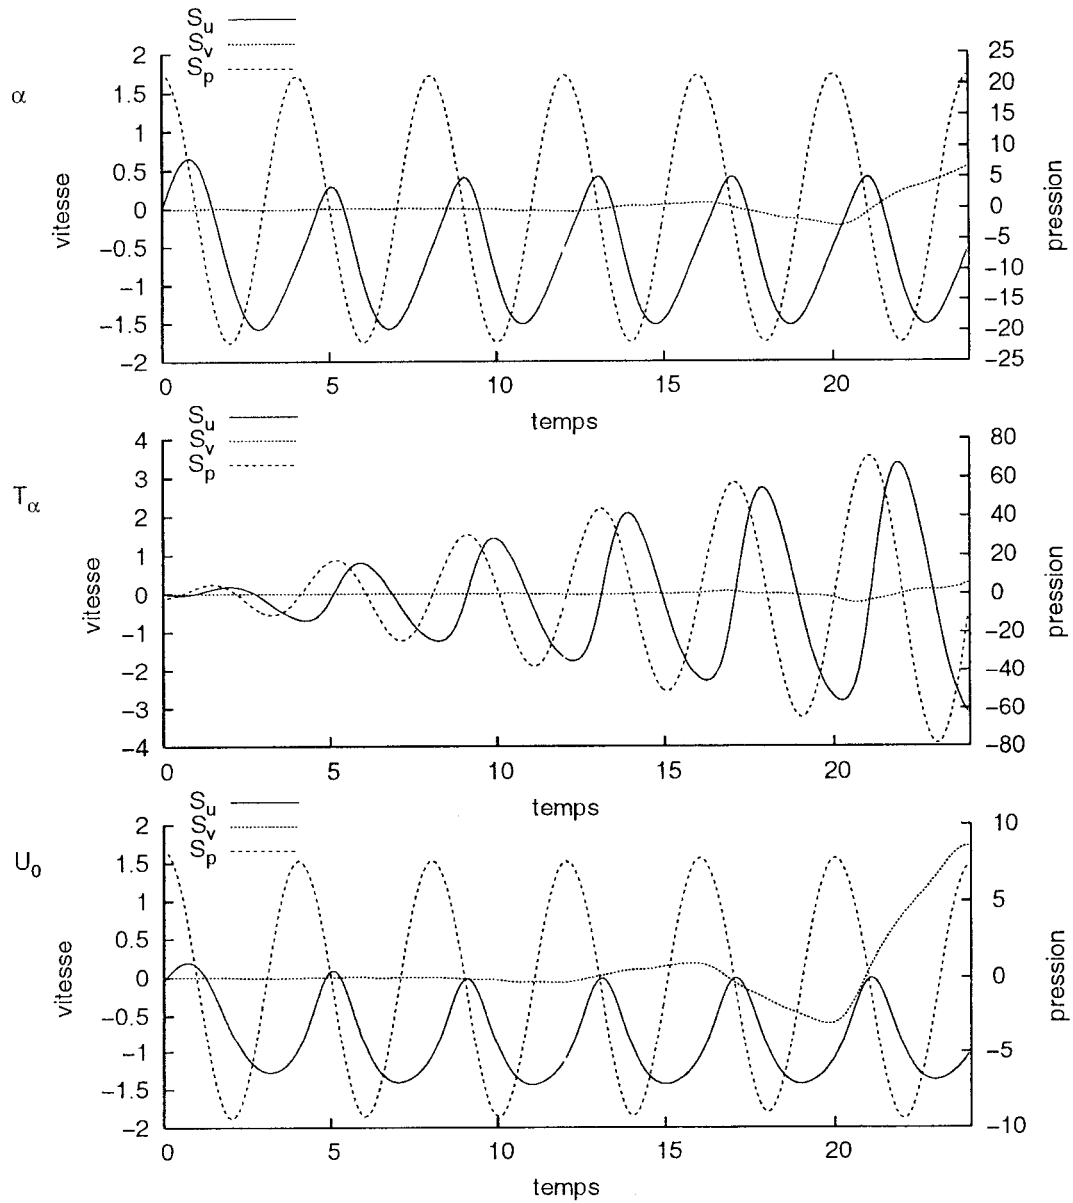 S_u
S_v
S_p
α
2
1.5
1
0.5
0
−0.5
−1
−1.5
−2
vitesse
25
20
15
10
5
0
−5
−10
−15
−20
−25
pression
0 5 10 15 20
temps
S_u
S_v
S_p
T_α
4
3
2
1
0
−1
−2
−3
−4
vitesse
80
60
40
20
0
−20
−40
−60
−80
pression
0 5 10 15 20
temps
S_u
S_v
S_p
U_0
2
1.5
1
0.5
0
−0.5
−1
−1.5
−2
vitesse
10
5
0
−5
−10
pression
0 5 10 15 20
temps